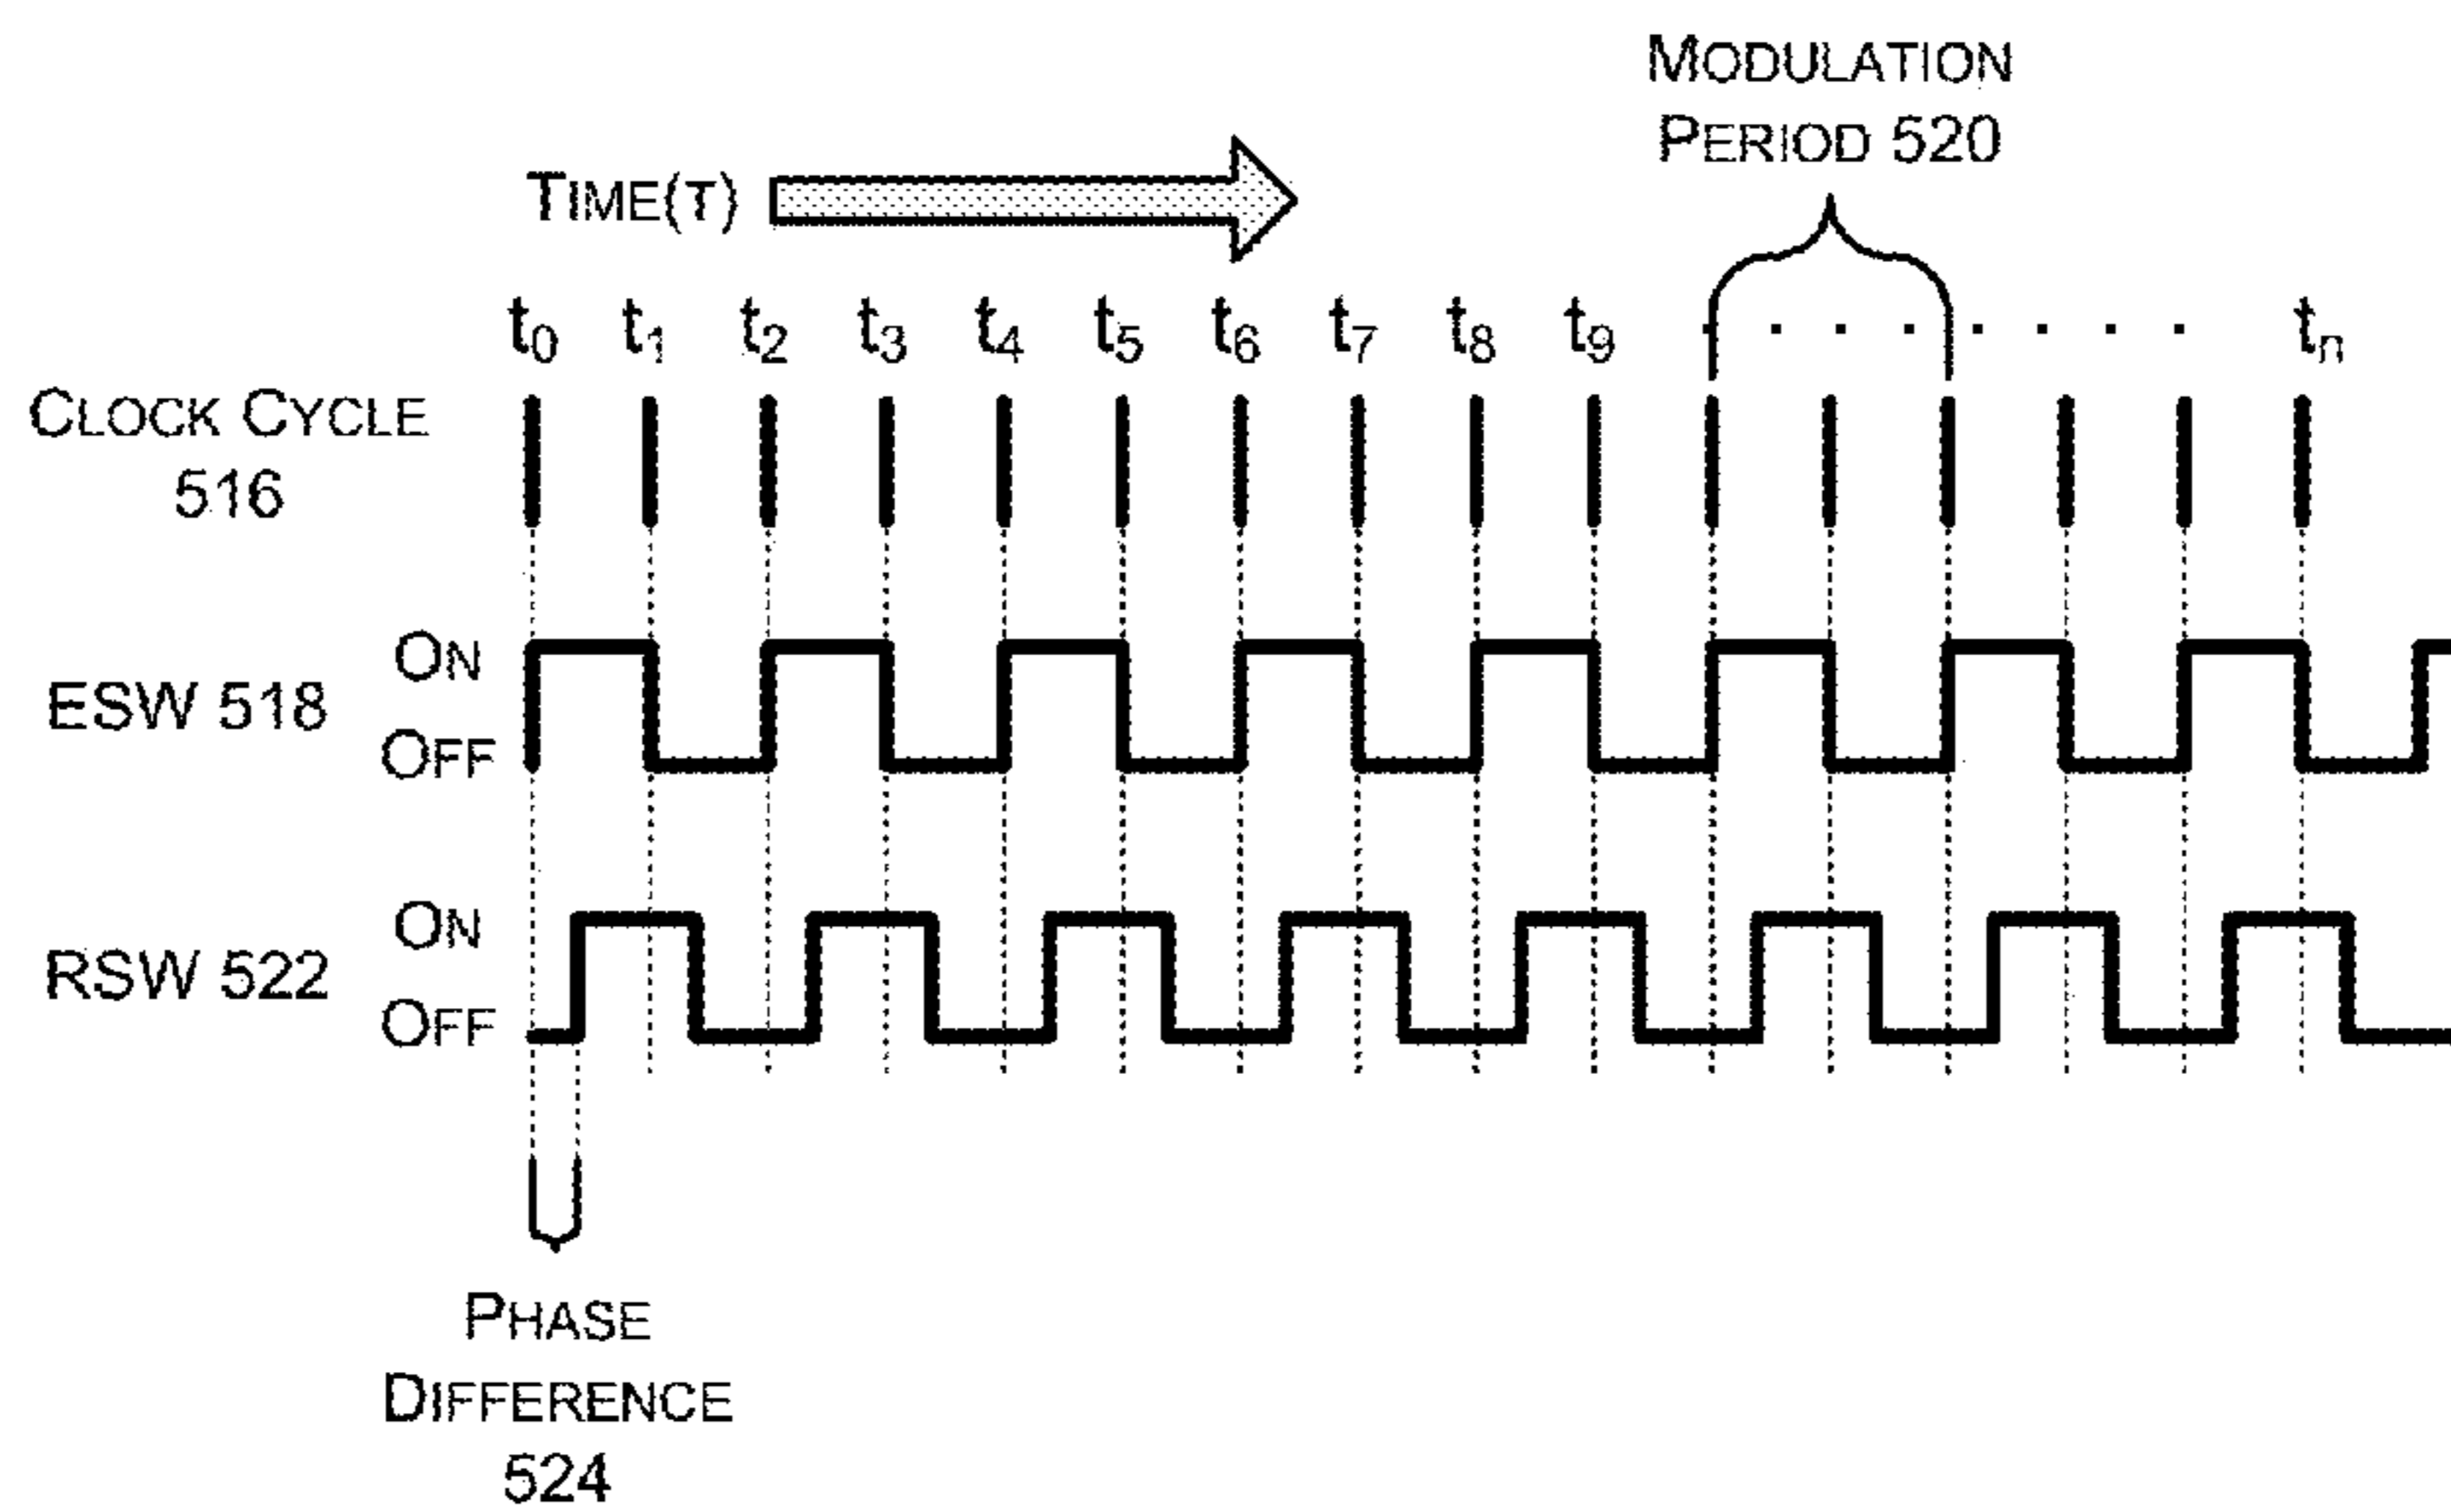 MODULATION
PERIOD 520
TIME(T)
t0 t1 t2 t3 t4 t5 t6 t7 t8 t9 . . . . . . . . tn
CLOCK CYCLE
516
ON
ESW 518
OFF
ON
RSW 522
OFF
PHASE
DIFFERENCE
524